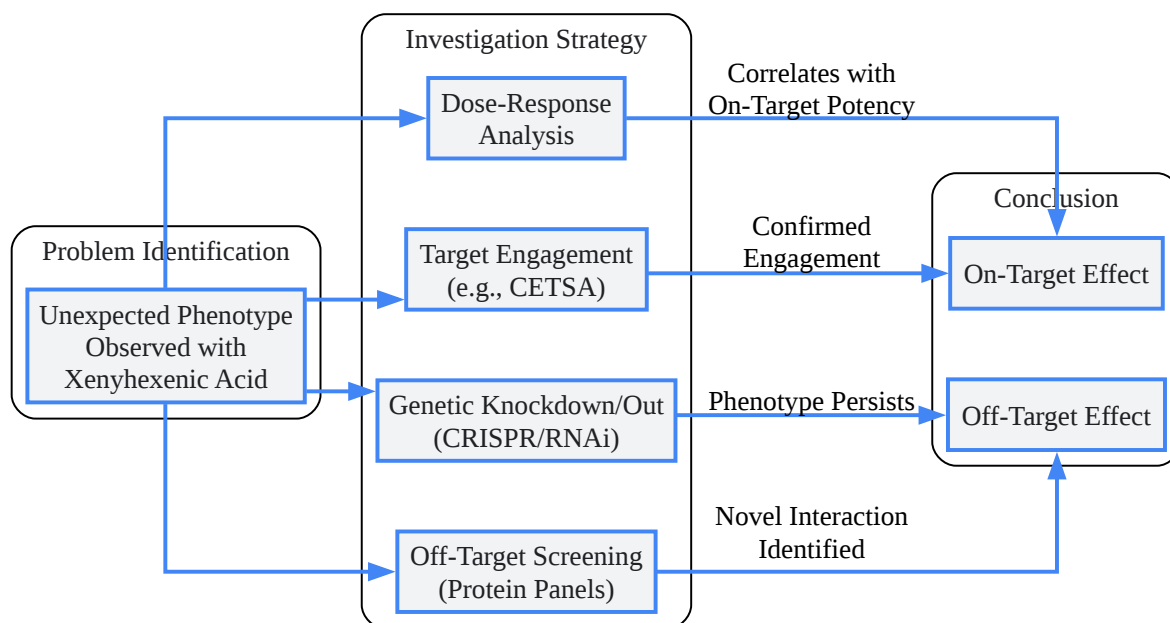 Investigation Strategy
Dose-Response
Analysis
Correlates with
On-Target Potency
Problem Identification
Unexpected Phenotype
Observed with
Xenyhexenic Acid
Target Engagement
(e.g., CETSA)
Confirmed
Engagement
Conclusion
On-Target Effect
Genetic Knockdown/Out
(CRISPR/RNAi)
Phenotype Persists
Off-Target Effect
Off-Target Screening
(Protein Panels)
Novel Interaction
Identified